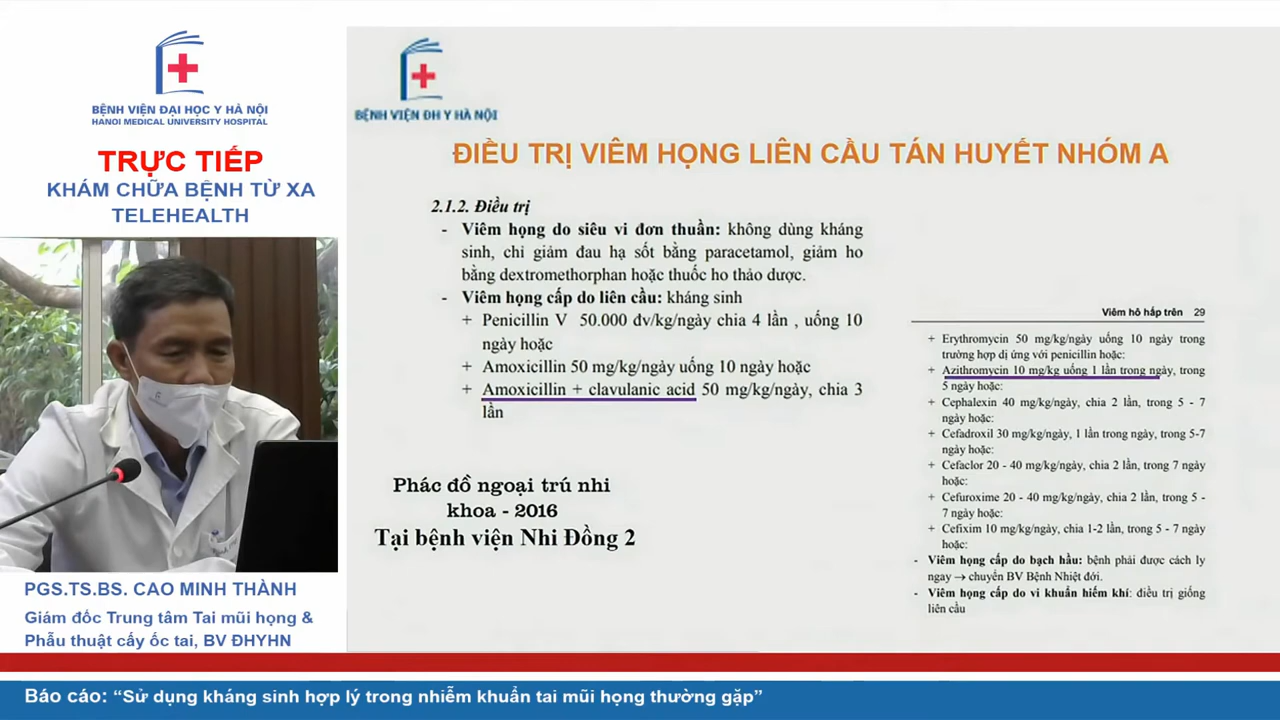 BỆNH VIỆN ĐẠI HỌC Y HÀ NỘI
HANOI MEDICAL UNIVERSITY HOSPITAL
TRỰC TIẾP
KHÁM CHỮA BỆNH TỪ XA
TELEHEALTH
PGS.TS.BS. CAO MINH THÀNH
Giám đốc Trung tâm Tai mũi họng &
Phẫu thuật cấy ốc tai, BV ĐHYHN
BỆNH VIỆN ĐH Y HÀ NỘI
ĐIỀU TRỊ VIÊM HỌNG LIÊN CẦU TÁN HUYẾT NHÓM A
2.1.2. Điều trị
- Viêm họng do siêu vi đơn thuần: không dùng kháng
sinh, chỉ giảm đau hạ sốt bằng paracetamol, giảm ho
bằng dextromethorphan hoặc thuốc ho thảo dược.
- Viêm họng cấp do liên cầu: kháng sinh
+ Penicillin V 50.000 đv/kg/ngày chia 4 lần , uống 10
ngày hoặc
+ Amoxicillin 50 mg/kg/ngày uống 10 ngày hoặc
+ Amoxicillin + clavulanic acid 50 mg/kg/ngày, chia 3
lần
Phác đồ ngoại trú nhi
khoa - 2016
Tại bệnh viện Nhi Đồng 2
Viêm hô hấp trên 29
+ Erythromycin 50 mg/kg/ngày uống 10 ngày trong
trường hợp dị ứng với penicillin hoặc:
+ Azithromycin 10 mg/kg uống 1 lần trong ngày, trong
5 ngày hoặc:
+ Cephalexin 40 mg/kg/ngày, chia 2 lần, trong 5 - 7
ngày hoặc:
+ Cefadroxil 30 mg/kg/ngày, 1 lần trong ngày, trong 5-7
ngày hoặc:
+ Cefaclor 20 - 40 mg/kg/ngày, chia 2 lần, trong 7 ngày
hoặc:
+ Cefuroxime 20 - 40 mg/kg/ngày, chia 2 lần, trong 5 -
7 ngày hoặc:
+ Cefixim 10 mg/kg/ngày, chia 1-2 lần, trong 5 - 7 ngày
hoặc:
- Viêm họng cấp do bạch hầu: bệnh phải được cách ly
ngay → chuyển BV Bệnh Nhiệt đới.
- Viêm họng cấp do vi khuẩn hiếm khí: điều trị giống
liên cầu
Báo cáo: “Sử dụng kháng sinh hợp lý trong nhiễm khuẩn tai mũi họng thường gặp”